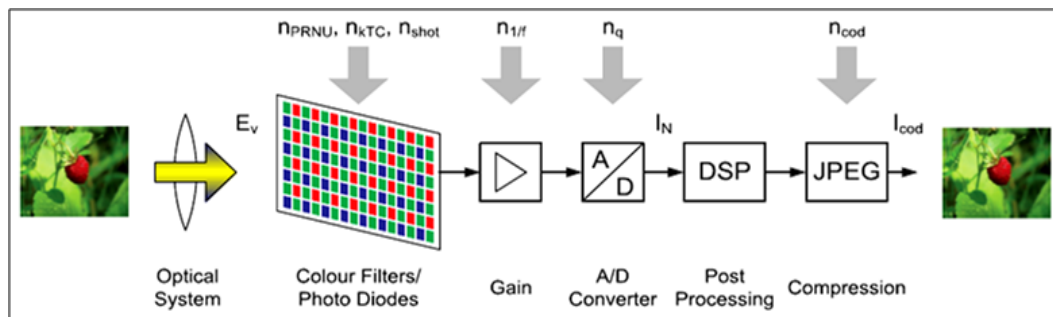 nPRNU, nkTC, nshot
n1/f
nq
ncod
Ev
IN
Icod
A
D
DSP
JPEG
Optical
System
Colour Filters/
Photo Diodes
Gain
A/D
Converter
Post
Processing
Compression